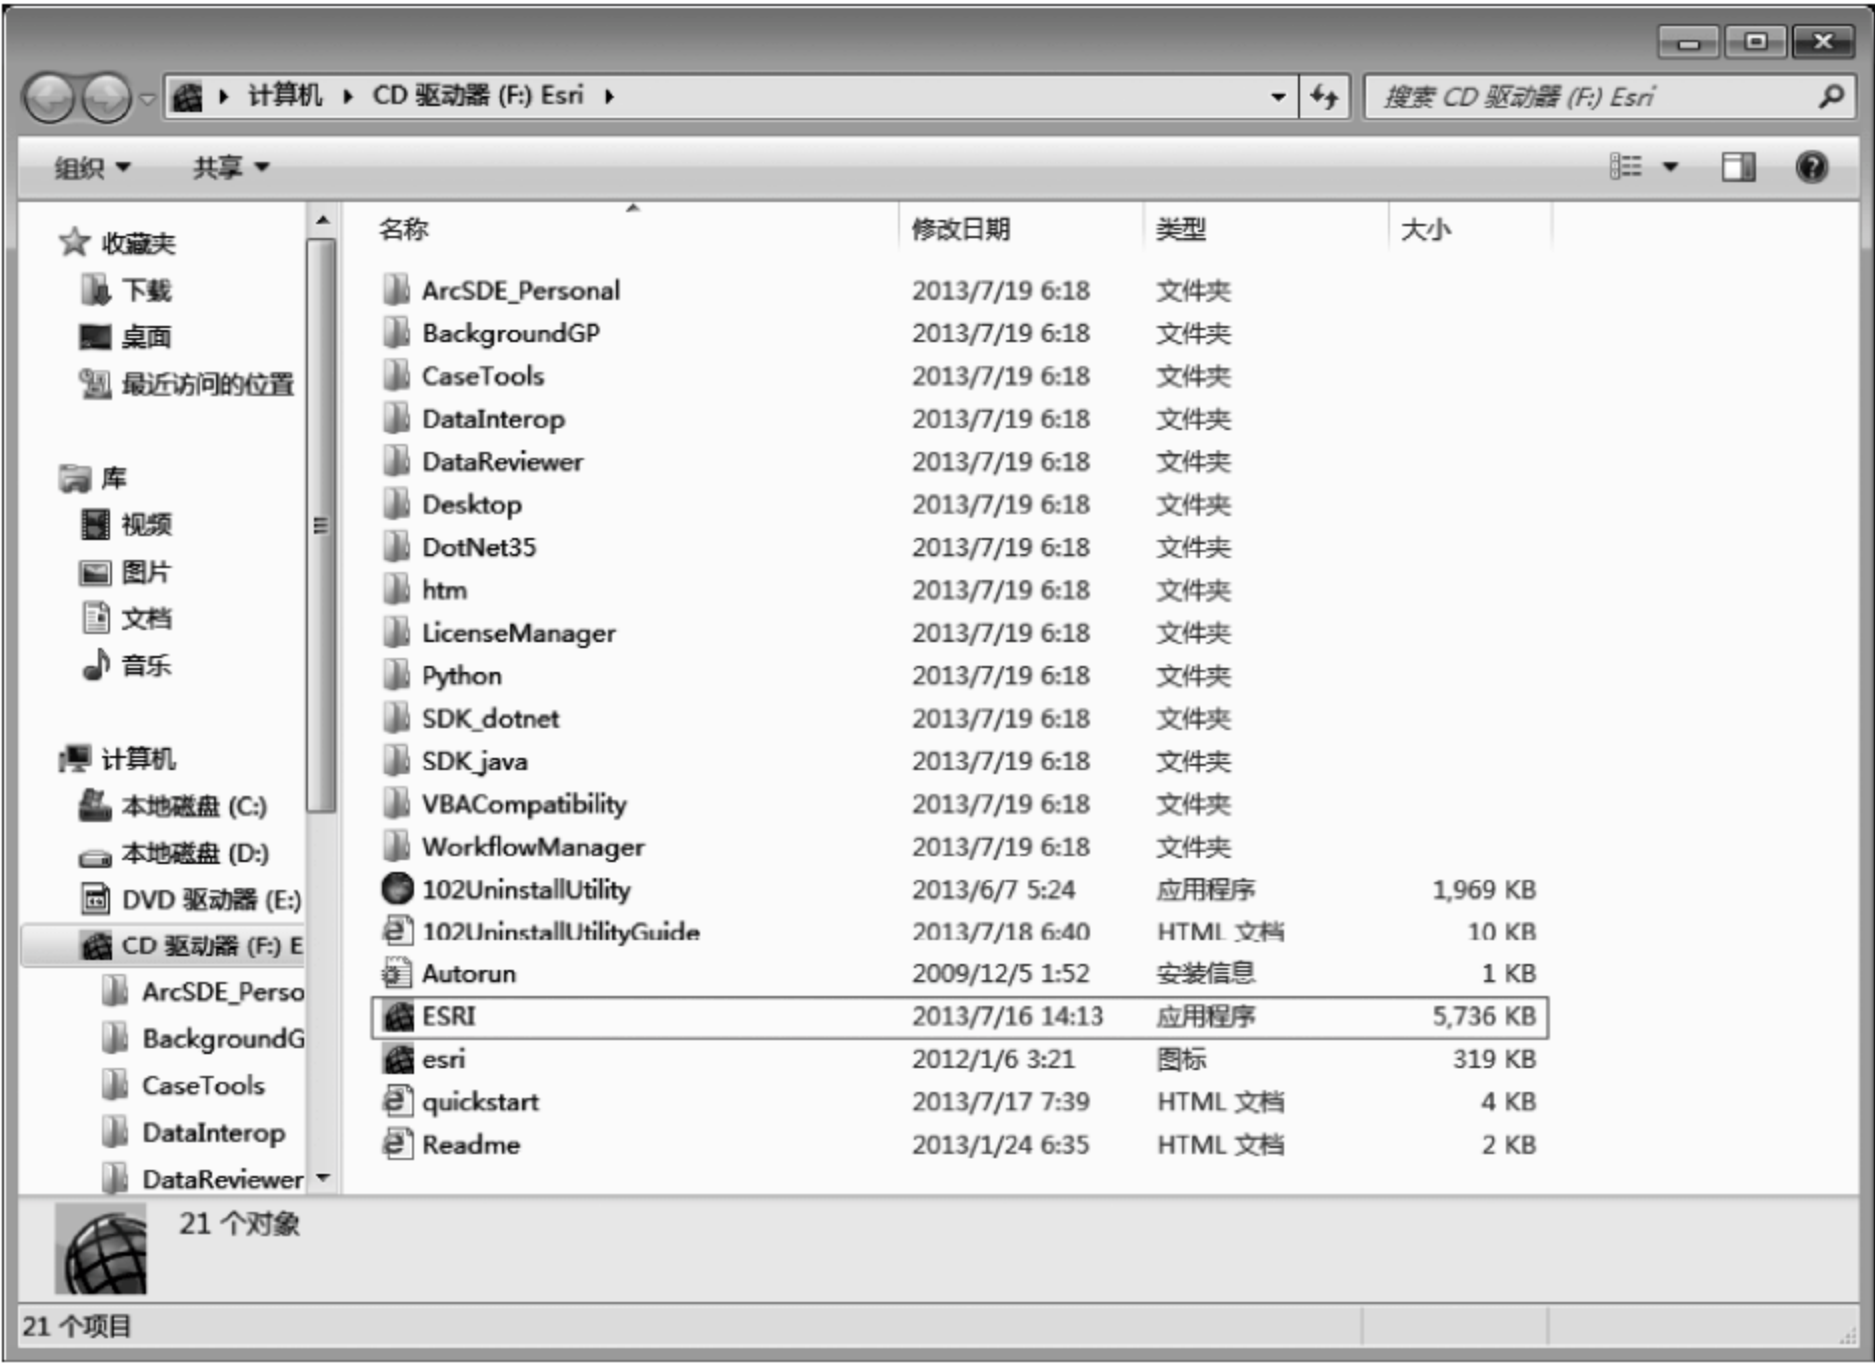 计算机 CD 驱动器 (F:) Esri
搜索 CD 驱动器 (F:) Esri
组织 共享
收藏夹
下载
桌面
最近访问的位置
库
视频
图片
文档
音乐
计算机
本地磁盘 (C:)
本地磁盘 (D:)
DVD 驱动器 (E:)
CD 驱动器 (F:) E
ArcSDE_Perso
BackgroundG
CaseTools
DataInterop
DataReviewer
名称 修改日期 类型 大小
ArcSDE_Personal 2013/7/19 6:18 文件夹
BackgroundGP 2013/7/19 6:18 文件夹
CaseTools 2013/7/19 6:18 文件夹
DataInterop 2013/7/19 6:18 文件夹
DataReviewer 2013/7/19 6:18 文件夹
Desktop 2013/7/19 6:18 文件夹
DotNet35 2013/7/19 6:18 文件夹
htm 2013/7/19 6:18 文件夹
LicenseManager 2013/7/19 6:18 文件夹
Python 2013/7/19 6:18 文件夹
SDK_dotnet 2013/7/19 6:18 文件夹
SDK_java 2013/7/19 6:18 文件夹
VBACompatibility 2013/7/19 6:18 文件夹
WorkflowManager 2013/7/19 6:18 文件夹
102UninstallUtility 2013/6/7 5:24 应用程序 1,969 KB
102UninstallUtilityGuide 2013/7/18 6:40 HTML 文档 10 KB
Autorun 2009/12/5 1:52 安装信息 1 KB
ESRI 2013/7/16 14:13 应用程序 5,736 KB
esri 2012/1/6 3:21 图标 319 KB
quickstart 2013/7/17 7:39 HTML 文档 4 KB
Readme 2013/1/24 6:35 HTML 文档 2 KB
21 个对象
21 个项目